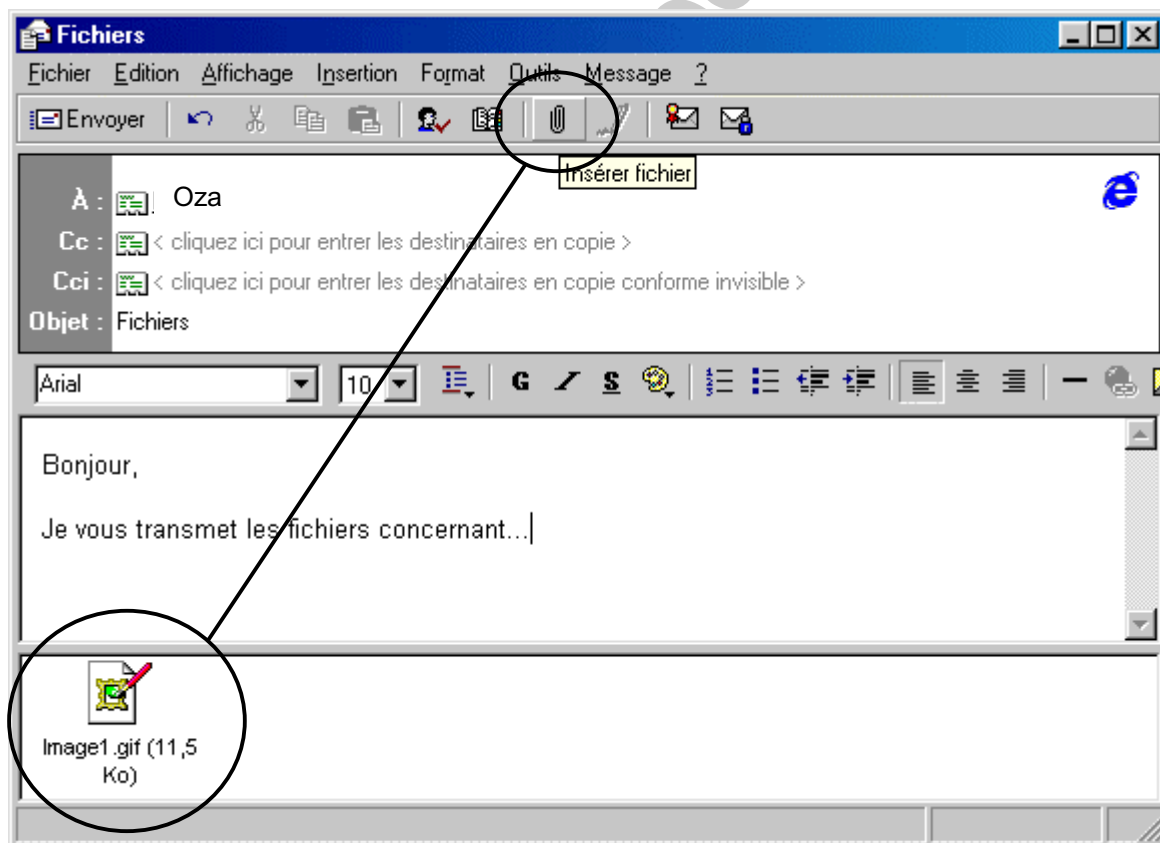 Fichiers
Fichier Edition Affichage Insertion Format Outils Message ?
Envoyer
Insérer fichier
À : Oza
Cc : < cliquez ici pour entrer les destinataires en copie >
Cci : < cliquez ici pour entrer les destinataires en copie conforme invisible >
Objet : Fichiers
Arial 10 G I S
Bonjour,
Je vous transmet les fichiers concernant...
Image1.gif (11,5
Ko)